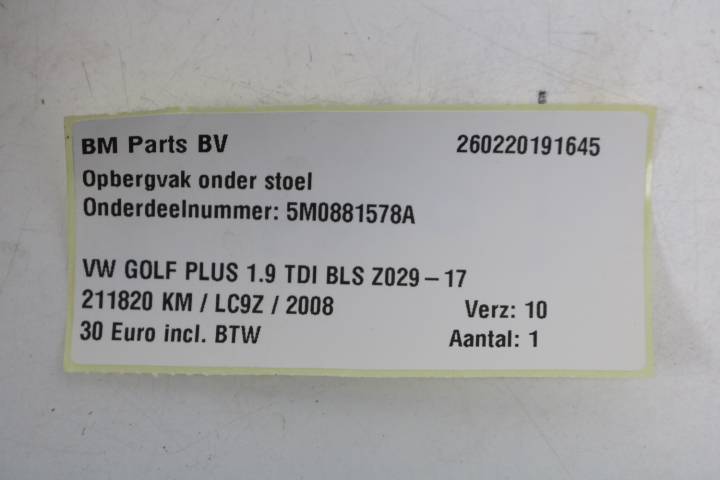 BM Parts BV 260220191645
Opbergvak onder stoel
Onderdeelnummer: 5M0881578A
VW GOLF PLUS 1.9 TDI BLS Z029-17
211820 KM / LC9Z / 2008 Verz: 10
30 Euro incl. BTW Aantal: 1